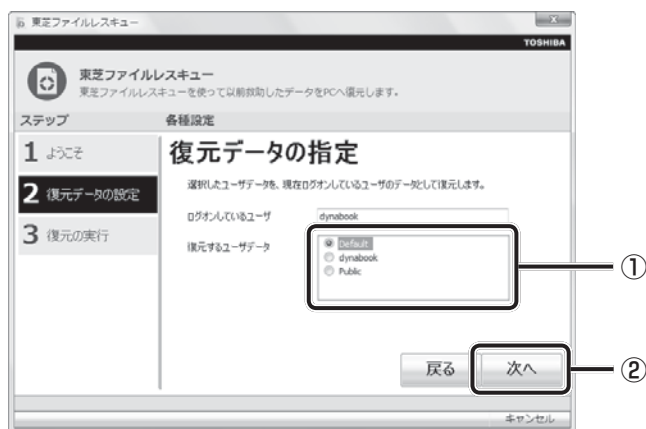 東芝ファイルレスキュー
TOSHIBA
東芝ファイルレスキュー
東芝ファイルレスキューを使って以前救助したデータをPCへ復元します。
ステップ
各種設定
1 ようこそ
2 復元データの設定
3 復元の実行
復元データの指定
選択したユーザデータを、現在ログオンしているユーザのデータとして復元します。
ログオンしているユーザ
dynabook
復元するユーザデータ
Default
dynabook
Public
①
戻る
次へ
②
キャンセル